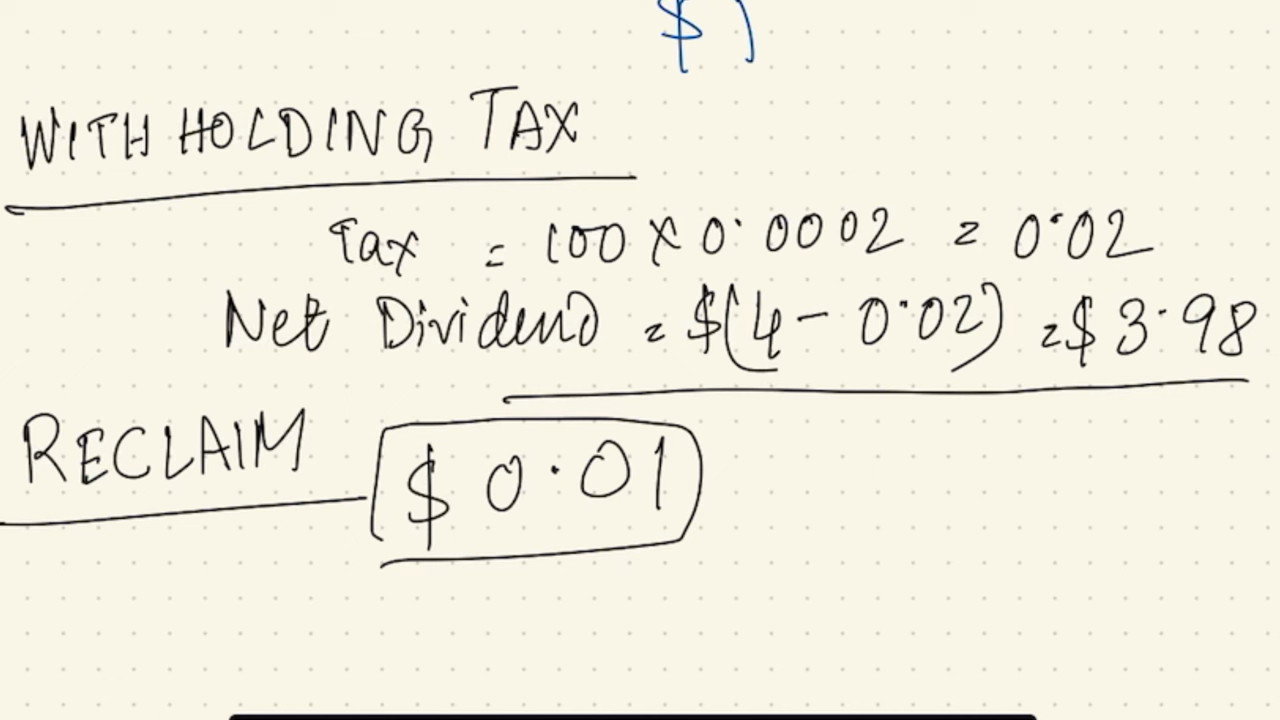 $)
WITH HOLDING TAX
Tax = 100 X 0.0002 = 0.02
Net Dividend = $(4 - 0.02) = $ 3.98
RECLAIM $ 0.01